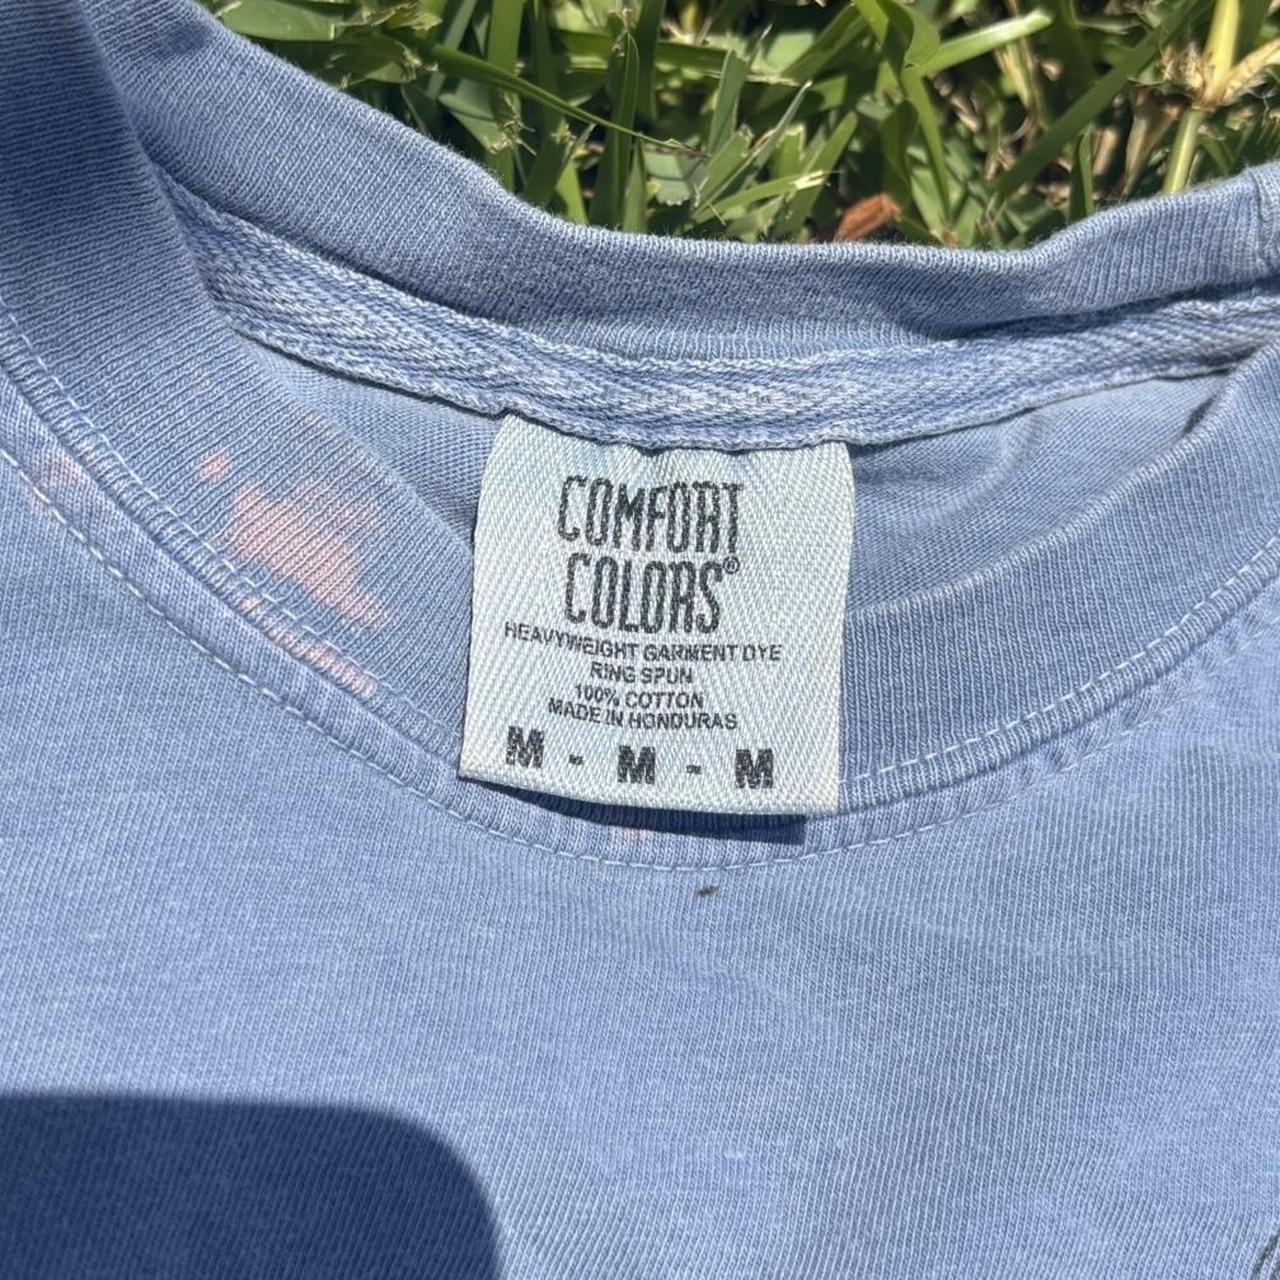 COMFORT
COLORS®
HEAVYWEIGHT GARMENT DYE
RING SPUN
100% COTTON
MADE IN HONDURAS
M - M - M